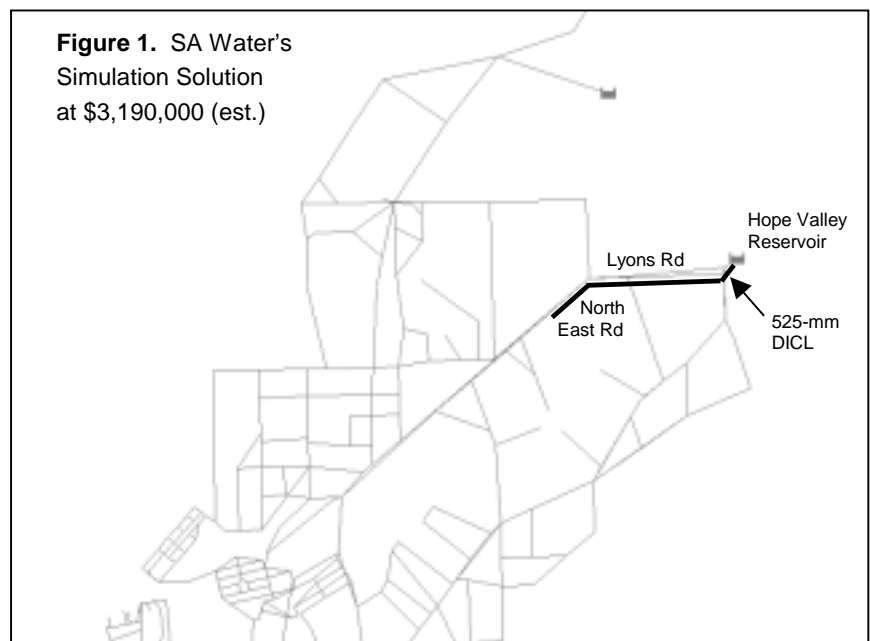 Figure 1. SA Water's
Simulation Solution
at $3,190,000 (est.)
Hope Valley
Reservoir
Lyons Rd
North
East Rd
525-mm
DICL